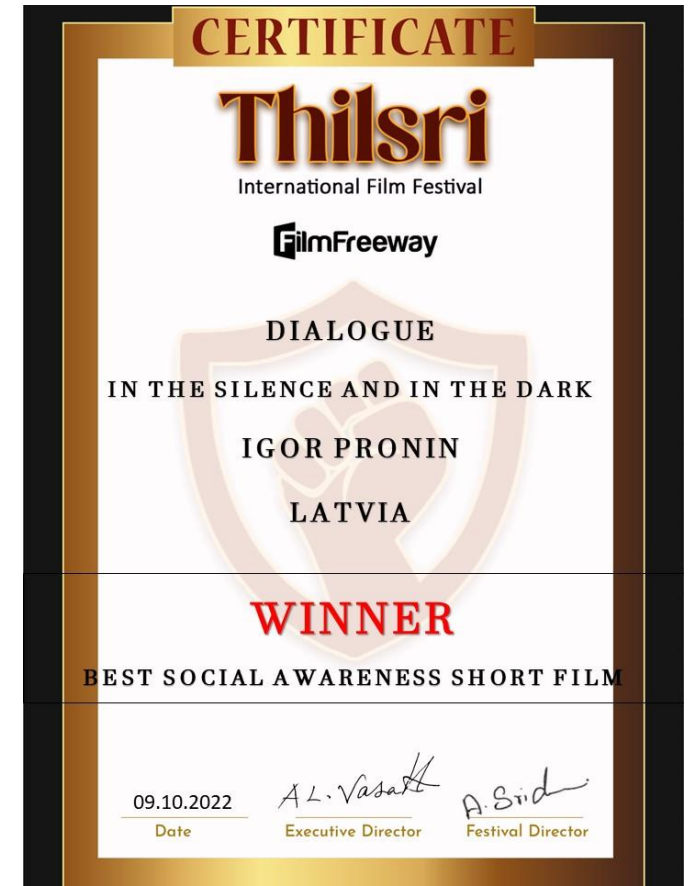 CERTIFICATE
Thilsri
International Film Festival
FilmFreeway
DIALOGUE
IN THE SILENCE AND IN THE DARK
IGOR PRONIN
LATVIA
WINNER
BEST SOCIAL AWARENESS SHORT FILM
09.10.2022
Date
Executive Director
Festival Director